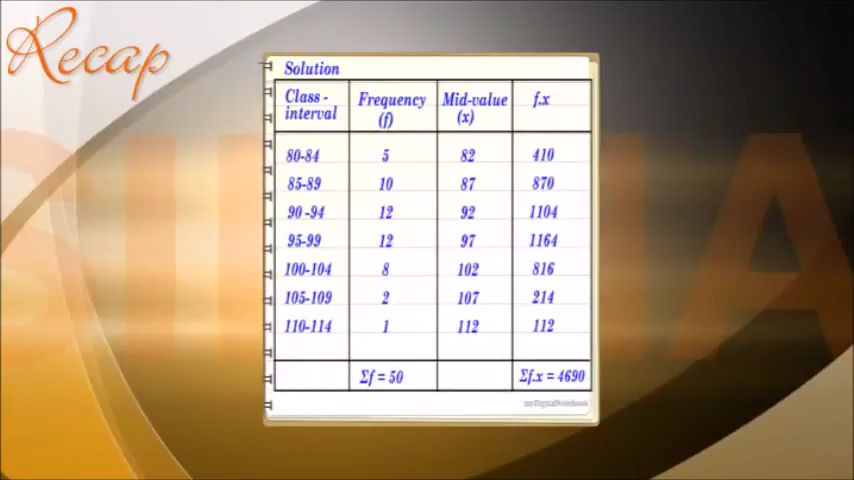 Recap
Solution
Class - interval Frequency (f) Mid-value (x) f.x
80-84 5 82 410
85-89 10 87 870
90 -94 12 92 1104
95-99 12 97 1164
100-104 8 102 816
105-109 2 107 214
110-114 1 112 112
Σf = 50 Σf.x = 4690
myDigitalNotebook